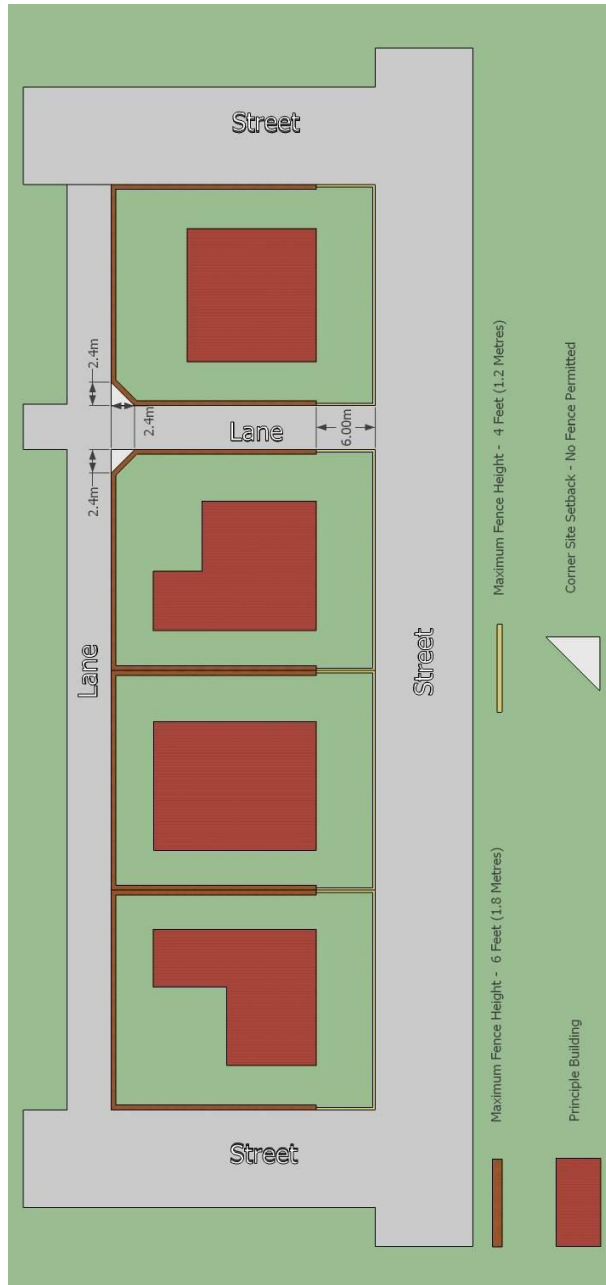 Street
2.4m
2.4m
Lane
6.00m
2.4m
Lane
Street
Street
Maximum Fence Height -  6 Feet (1.8 Metres)
Maximum Fence Height -  4 Feet (1.2 Metres)
Principle Building
Corner Site Setback - No Fence Permitted